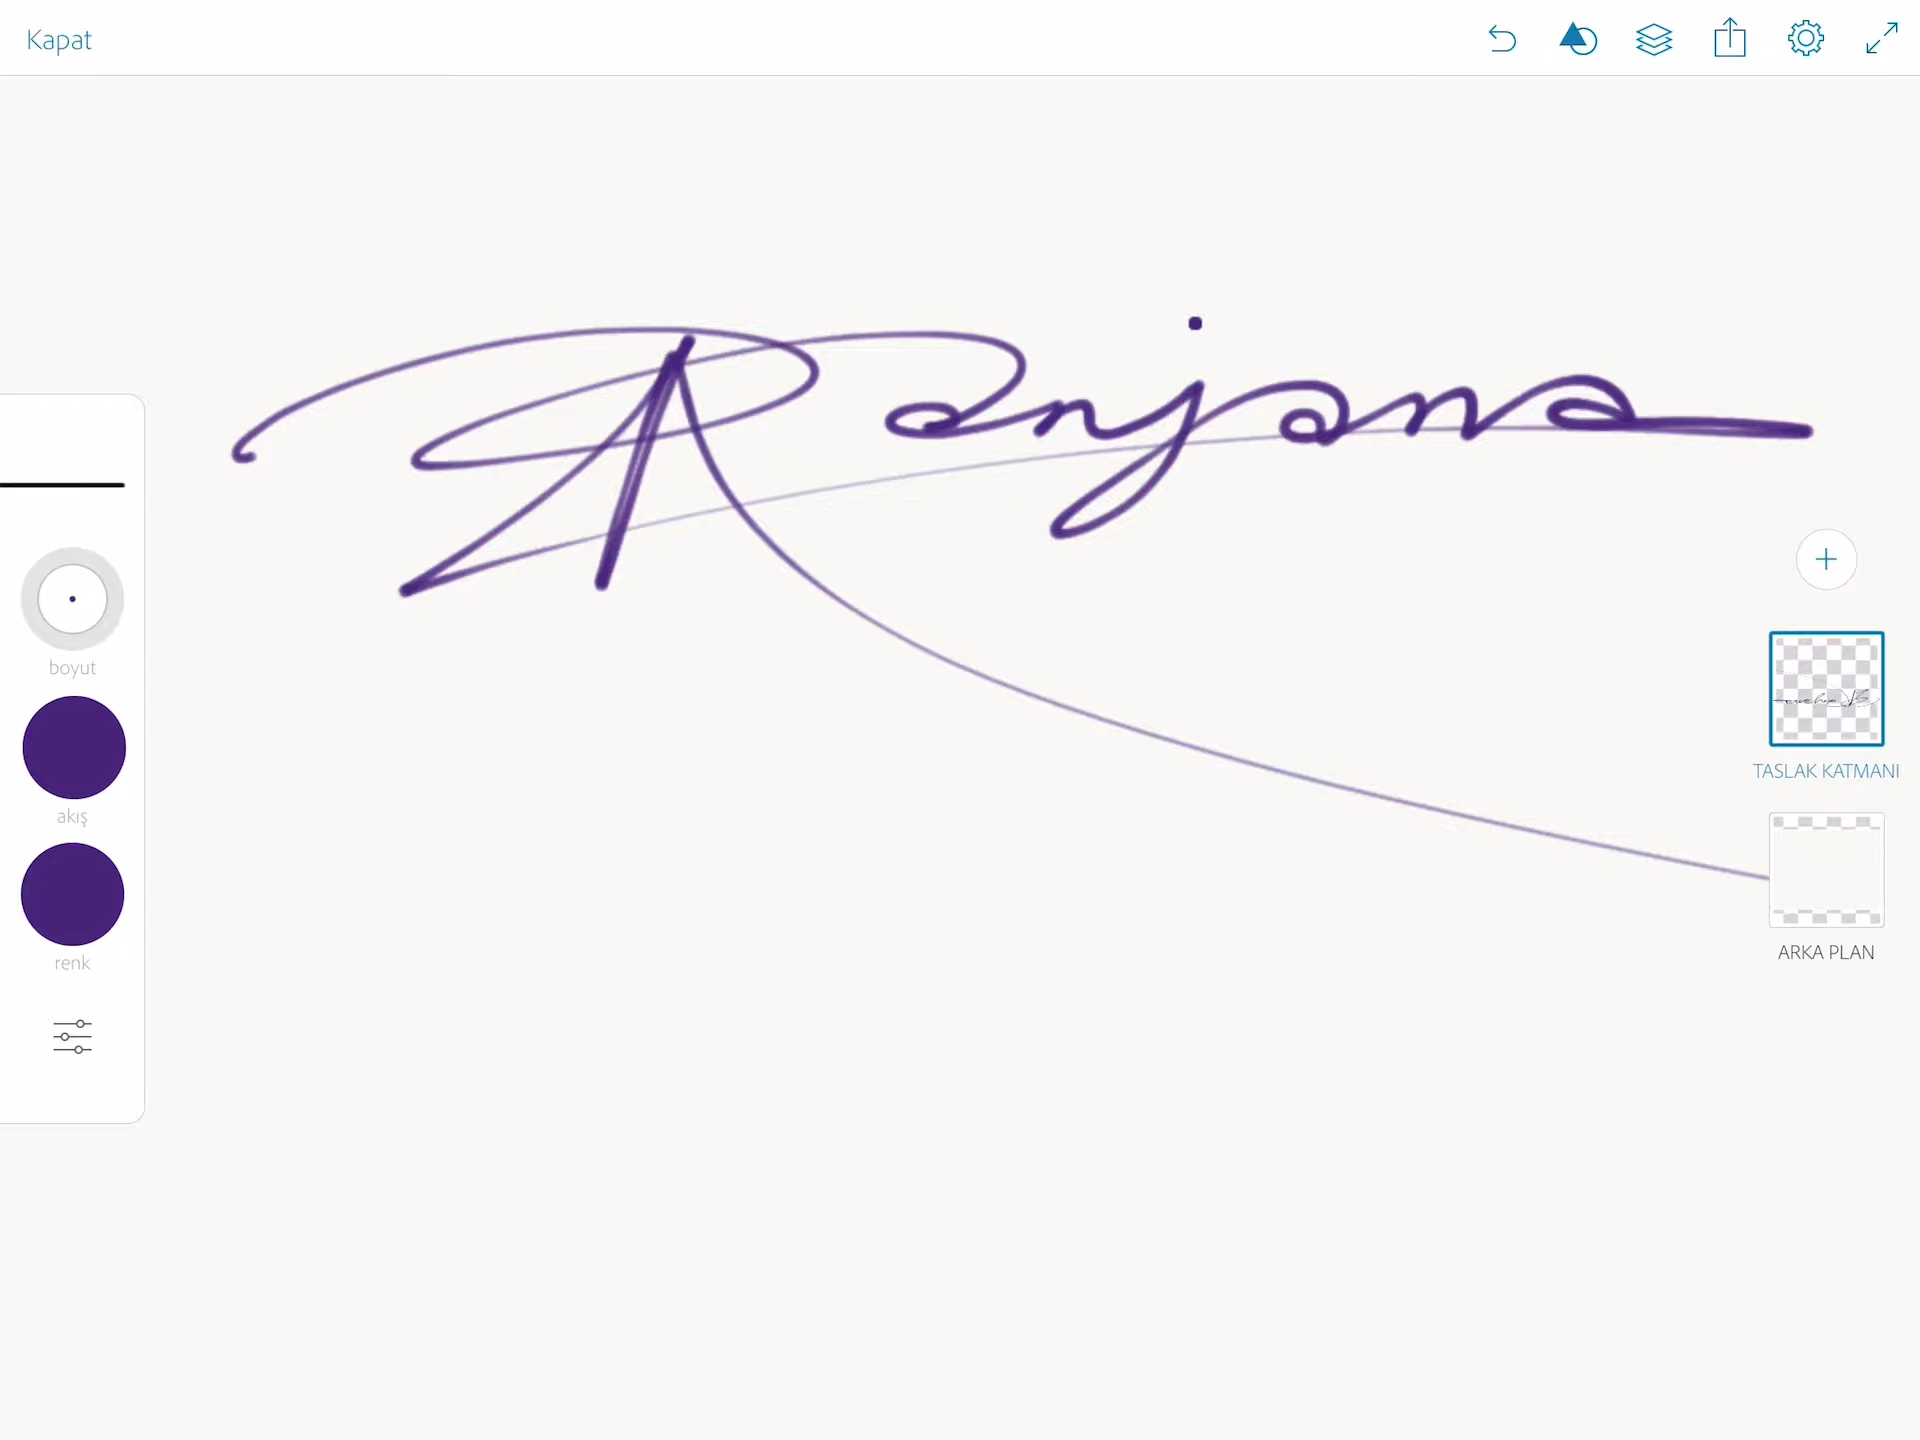 Kapat
Ranjana
boyut
akış
renk
TASLAK KATMANI
ARKA PLAN